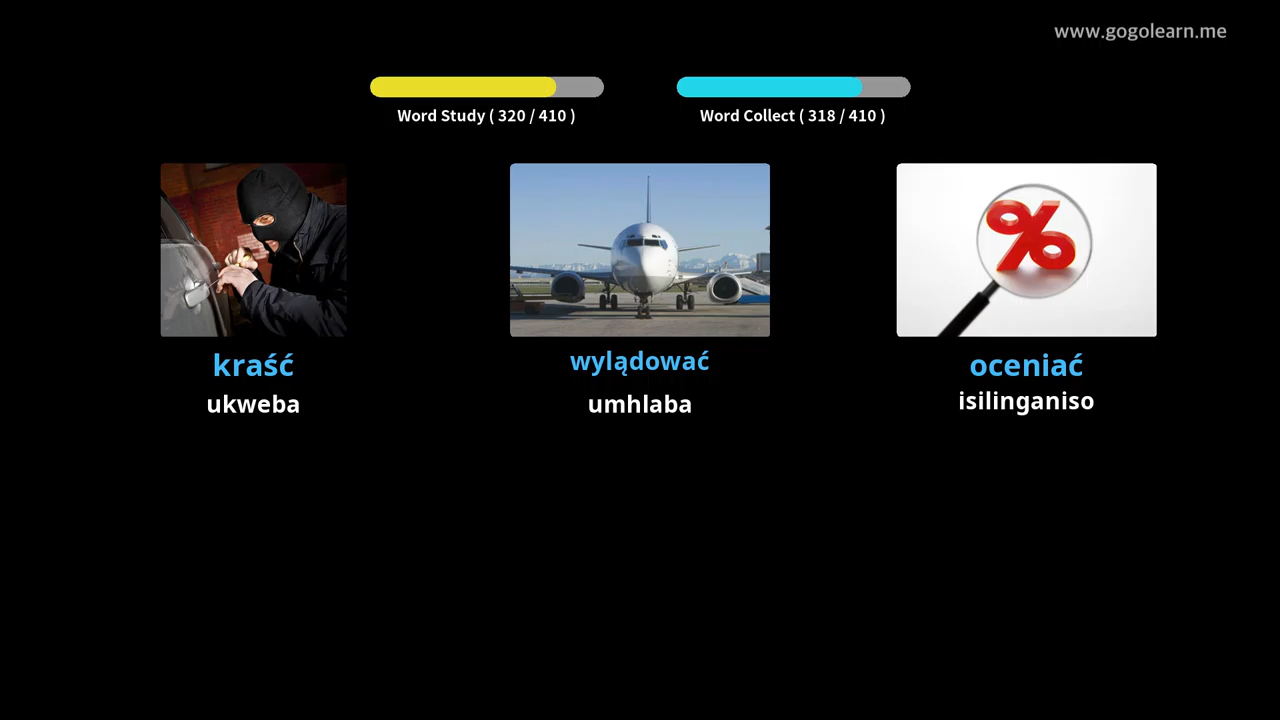 www.gogolearn.me
Word Study ( 320 / 410 )
Word Collect ( 318 / 410 )
kraść
wylądować
oceniać
ukweba
umhlaba
isilinganiso